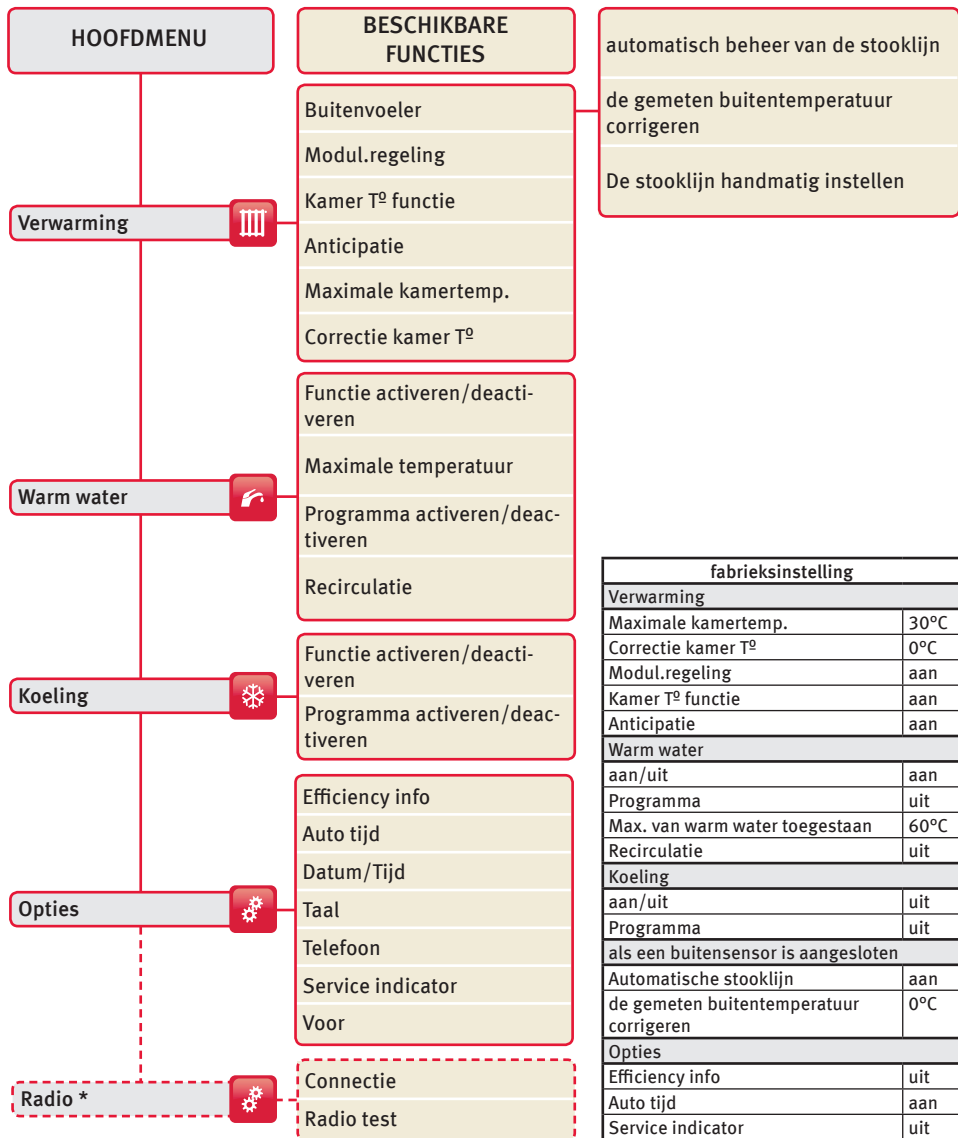 HOOFDMENU
BESCHIKBARE
FUNCTIES
automatisch beheer van de stooklijn
de gemeten buitentemperatuur
corrigeren
De stooklijn handmatig instellen
Verwarming
Buitenvoeler
Modul.regeling
Kamer Tº functie
Anticipatie
Maximale kamertemp.
Correctie kamer Tº
Warm water
Functie activeren/deacti-
veren
Maximale temperatuur
Programma activeren/deac-
tiveren
Recirculatie
Koeling
Functie activeren/deacti-
veren
Programma activeren/deac-
tiveren
Opties
Efficiency info
Auto tijd
Datum/Tijd
Taal
Telefoon
Service indicator
Voor
Radio *
Connectie
Radio test
fabrieksinstelling
Verwarming
Maximale kamertemp. 30°C
Correctie kamer Tº 0°C
Modul.regeling aan
Kamer Tº functie aan
Anticipatie aan
Warm water
aan/uit aan
Programma uit
Max. van warm water toegestaan 60°C
Recirculatie uit
Koeling
aan/uit uit
Programma uit
als een buitensensor is aangesloten
Automatische stooklijn aan
de gemeten buitentemperatuur 0°C
corrigeren
Opties
Efficiency info uit
Auto tijd aan
Service indicator uit